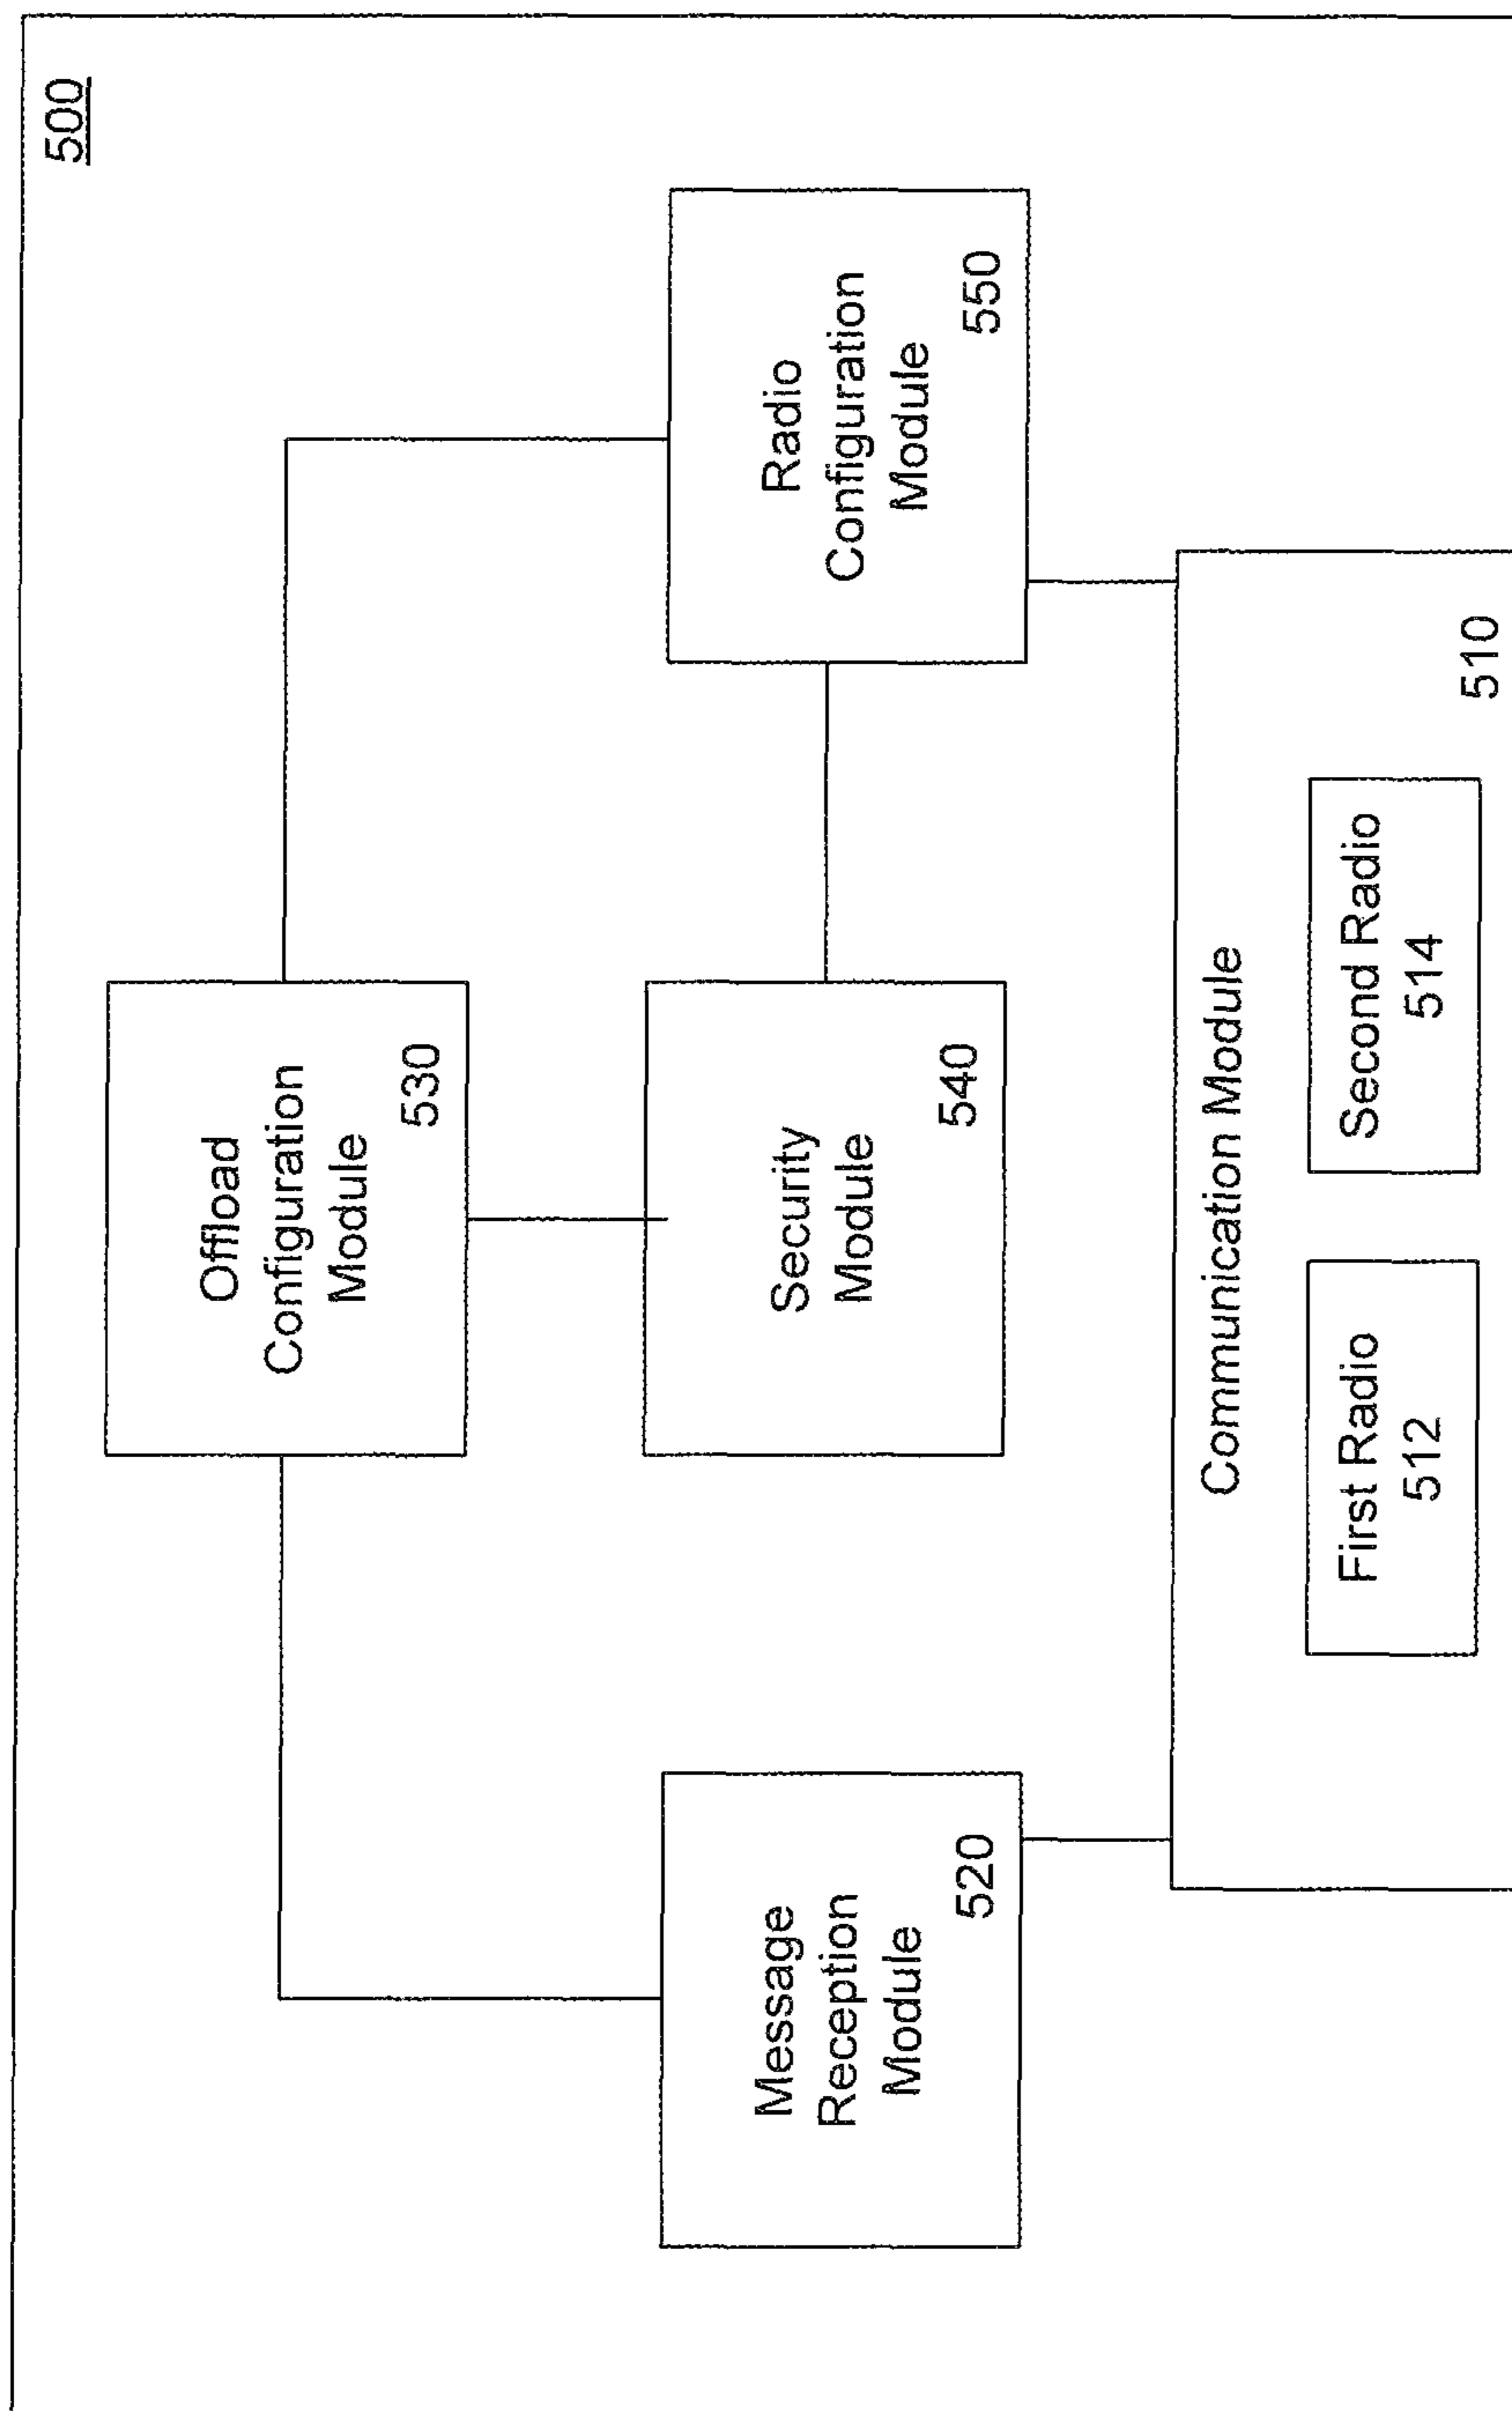 500
Offload
Configuration
Module
530
Message
Reception
Module
520
Security
Module
540
Radio
Configuration
Module
550
Communication Module
First Radio
512
Second Radio
514
510